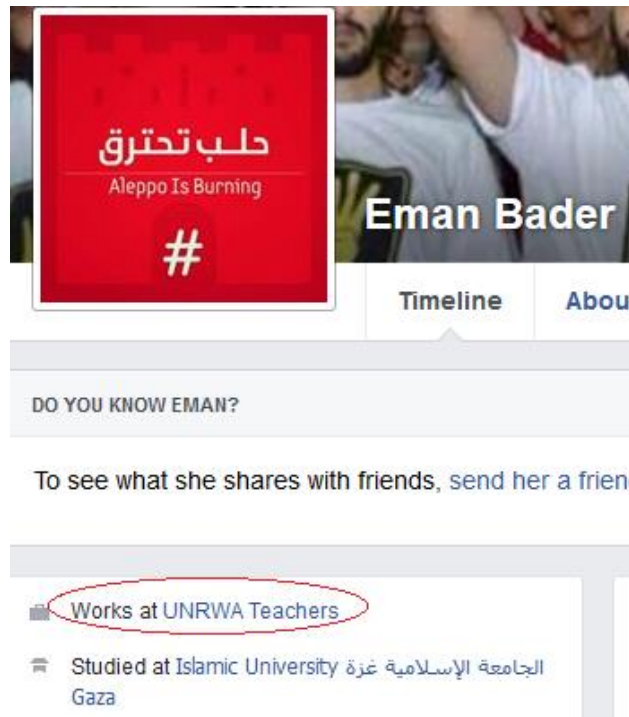 حلب تحترق
Aleppo Is Burning
#
Eman Bader
Timeline
Abou
DO YOU KNOW EMAN?
To see what she shares with friends, send her a frien
Works at UNRWA Teachers
Studied at Islamic University الجامعة الإسلامية غزة
Gaza